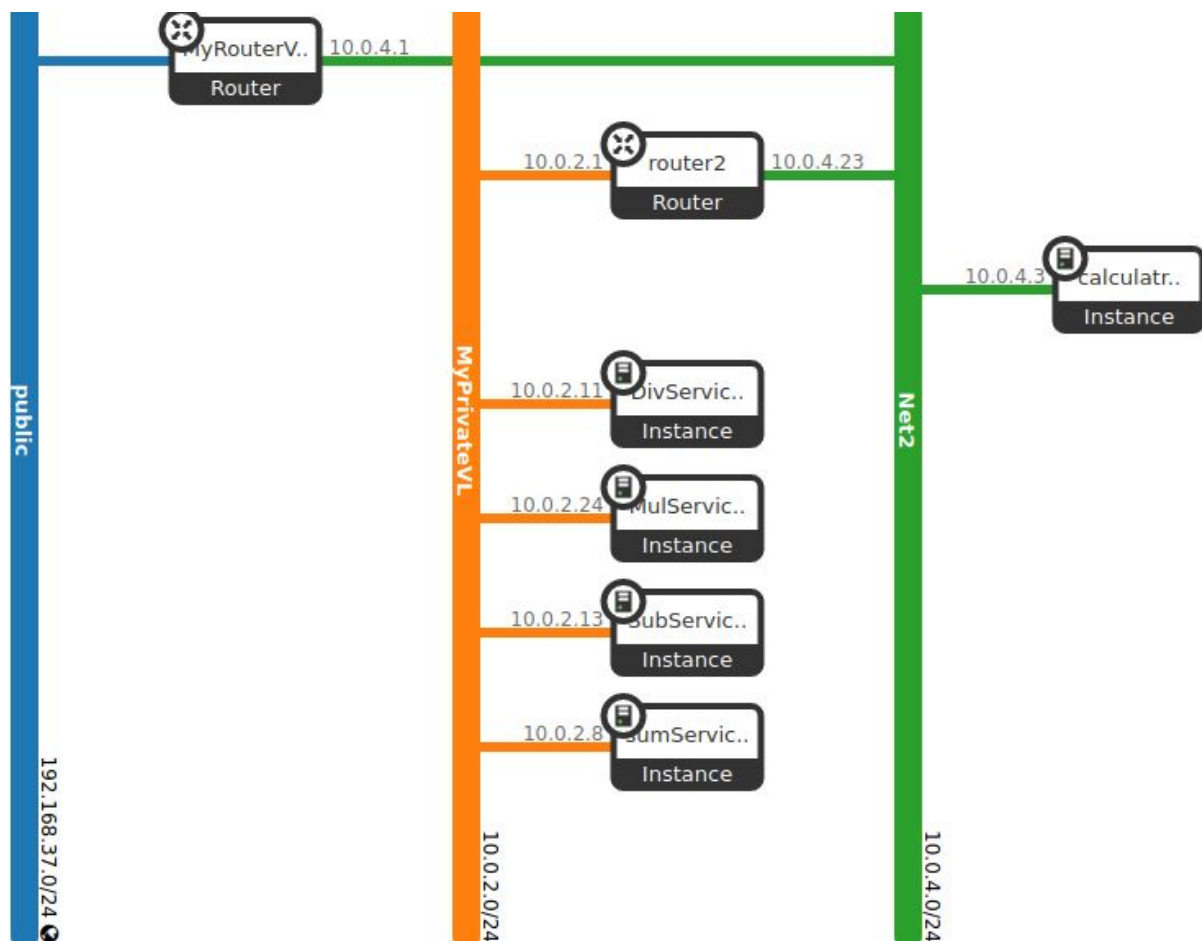 MyRouterV..
10.0.4.1
Router
10.0.2.1
router2
10.0.4.23
Router
10.0.4.3
calculatr..
Instance
public
MyPrivateVL
Net2
10.0.2.11
DivServic..
Instance
10.0.2.24
MulServic..
Instance
10.0.2.13
SubServic..
Instance
10.0.2.8
sumServic..
Instance
192.168.37.0/24
10.0.2.0/24
10.0.4.0/24